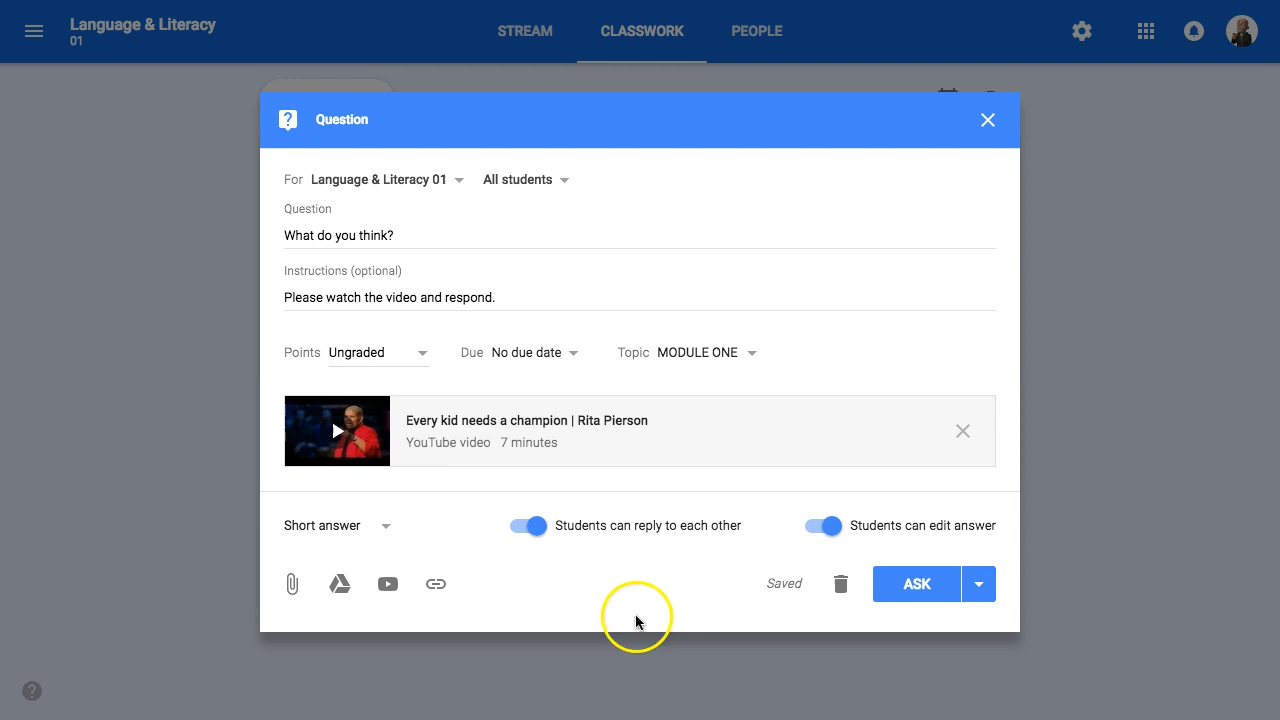 Language & Literacy
01
STREAM CLASSWORK PEOPLE
Question
For Language & Literacy 01 All students
Question
What do you think?
Instructions (optional)
Please watch the video and respond.
Points Ungraded Due No due date Topic MODULE ONE
Every kid needs a champion | Rita Pierson
YouTube video 7 minutes
Short answer Students can reply to each other Students can edit answer
Saved ASK